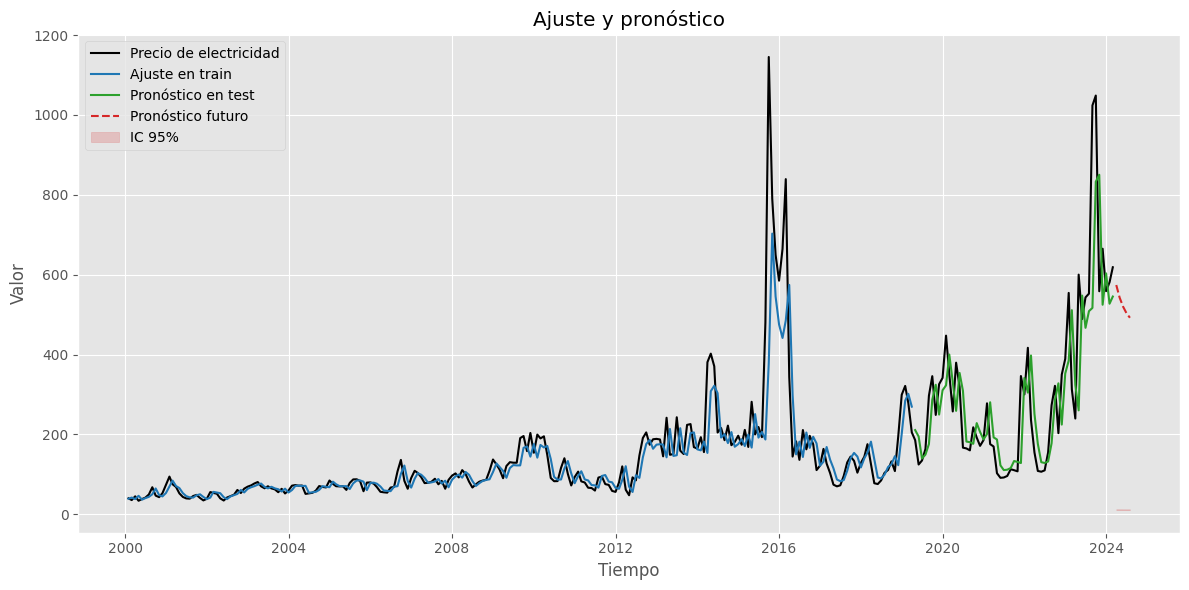 Ajuste y pronóstico
Precio de electricidad
Ajuste en train
Pronóstico en test
Pronóstico futuro
IC 95%
Valor
1200
1000
800
600
400
200
0
2000
2004
2008
2012
2016
2020
2024
Tiempo